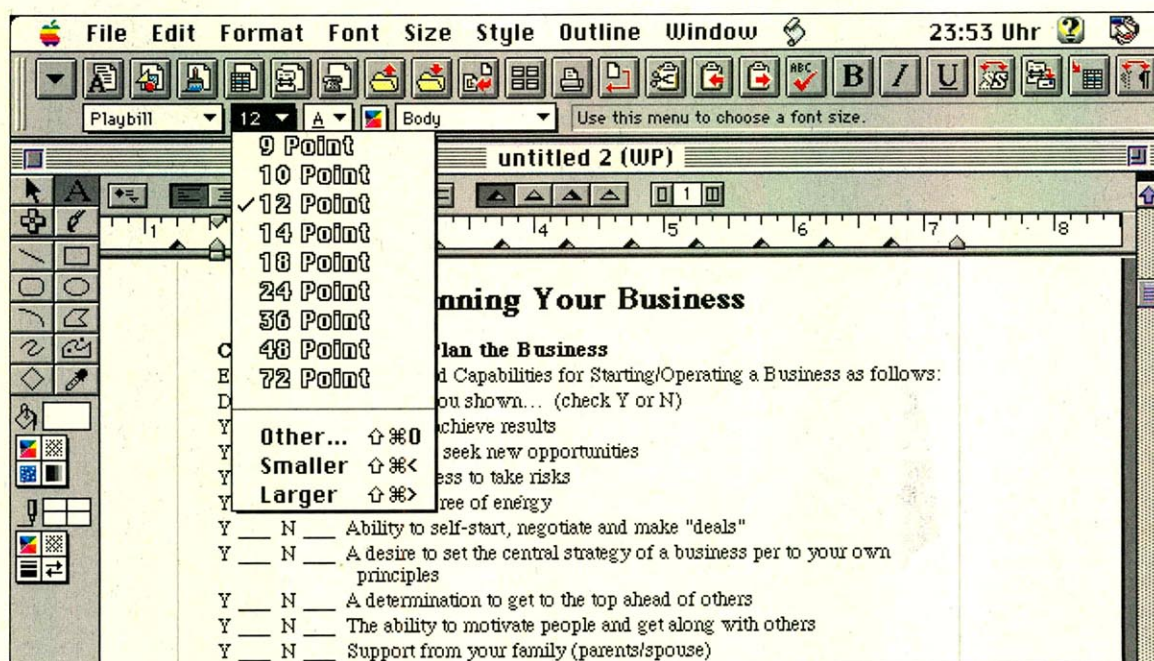 File Edit Format Font Size Style Outline Window 23:53 Uhr
ABC B I U
Playbill 12 A Body Use this menu to choose a font size.
untitled 2 (WP)
9 Point
10 Point
✓12 Point
14 Point
18 Point
24 Point
36 Point
48 Point
72 Point
Other... ⇧⌘O
Smaller ⇧⌘<
Larger ⇧⌘>
A 1
1 4 5 6 7 8
nning Your Business
C lan the Business
E d Capabilities for Starting/Operating a Business as follows:
D ou shown... (check Y or N)
Y chieve results
Y seek new opportunities
Y ess to take risks
Y ree of energy
Y ___ N ___ Ability to self-start, negotiate and make "deals"
Y ___ N ___ A desire to set the central strategy of a business per to your own
principles
Y ___ N ___ A determination to get to the top ahead of others
Y ___ N ___ The ability to motivate people and get along with others
Y ___ N ___ Support from your family (parents/spouse)